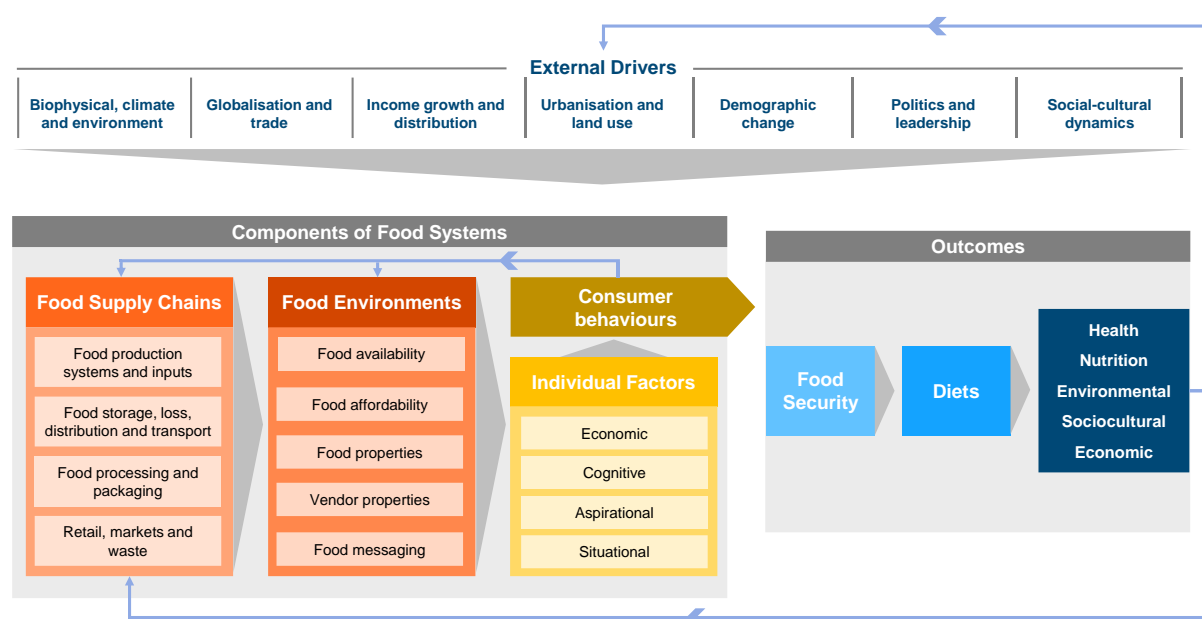 External Drivers
Biophysical, climate
and environment
Globalisation and
trade
Income growth and
distribution
Urbanisation and
land use
Demographic
change
Politics and
leadership
Social-cultural
dynamics
Components of Food Systems
Food Supply Chains
Food production
systems and inputs
Food storage, loss,
distribution and transport
Food processing and
packaging
Retail, markets and
waste
Food Environments
Food availability
Food affordability
Food properties
Vendor properties
Food messaging
Consumer
behaviours
Individual Factors
Economic
Cognitive
Aspirational
Situational
Outcomes
Food
Security
Diets
Health
Nutrition
Environmental
Sociocultural
Economic